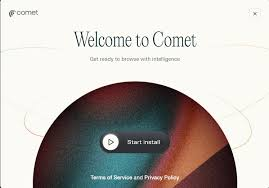 comet
Welcome to Comet
Get ready to browse with intelligence
Start install
Terms of Service and Privacy Policy